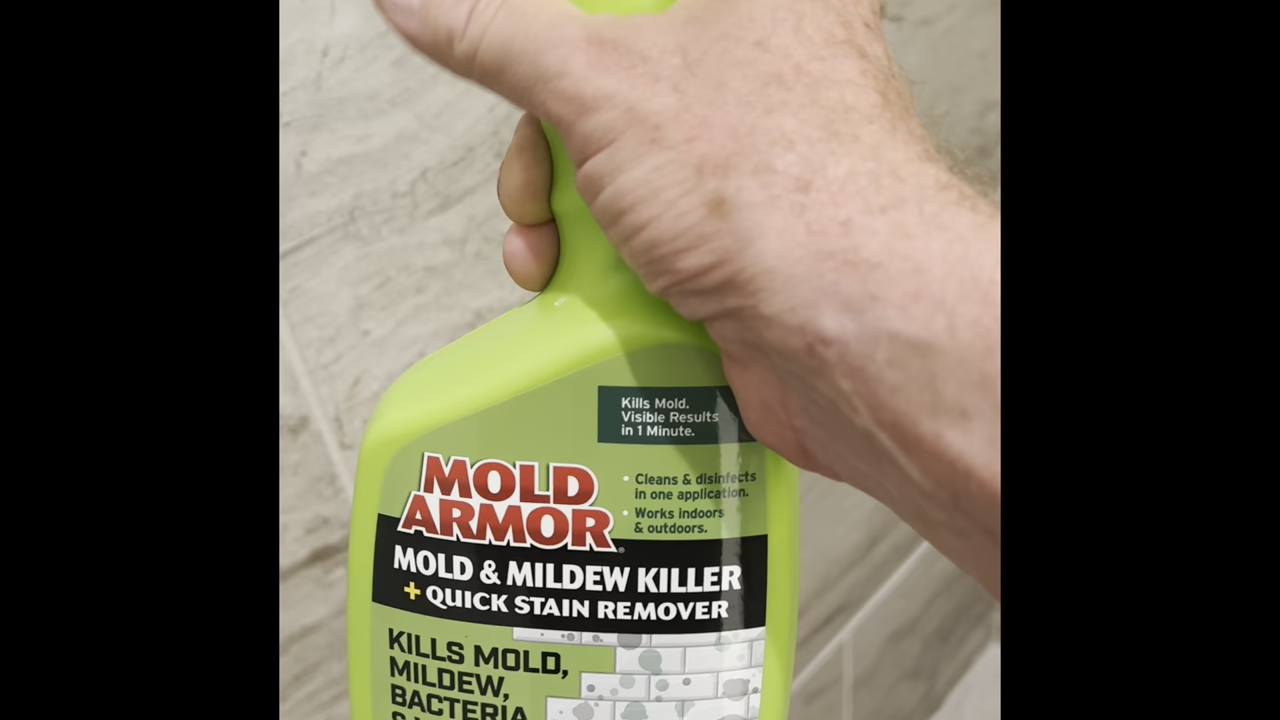 Kills Mold.
Visible Results
in 1 Minute.
MOLD
ARMOR®
• Cleans & disinfects
in one application.
• Works indoors
& outdoors.
MOLD & MILDEW KILLER
+ QUICK STAIN REMOVER
KILLS MOLD,
MILDEW,
BACTERIA